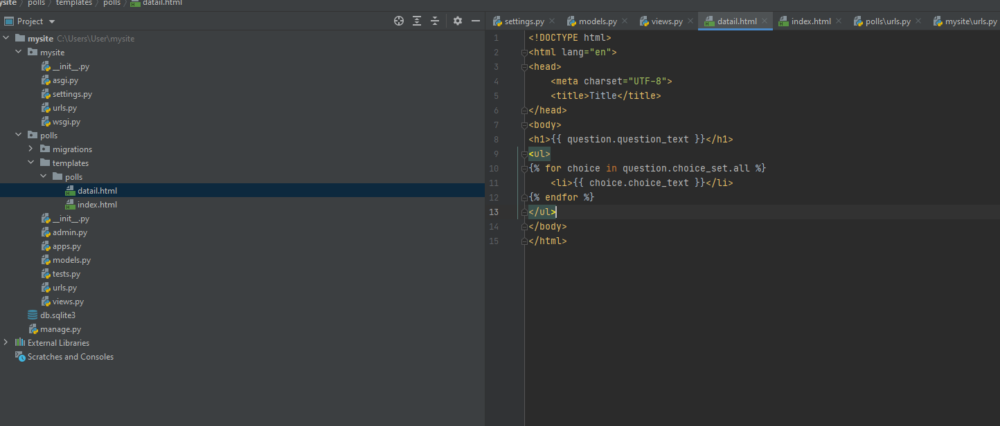 ysite polls templates polls datail.html
Project
settings.py models.py views.py datail.html index.html polls\urls.py mysite\urls.py
mysite C:\Users\User\mysite
mysite
__init__.py
asgi.py
settings.py
urls.py
wsgi.py
polls
migrations
templates
polls
datail.html
index.html
__init__.py
admin.py
apps.py
models.py
tests.py
urls.py
views.py
db.sqlite3
manage.py
External Libraries
Scratches and Consoles
1 <!DOCTYPE html>
2 <html lang="en">
3 <head>
4 <meta charset="UTF-8">
5 <title>Title</title>
6 </head>
7 <body>
8 <h1>{{ question.question_text }}</h1>
9 <ul>
10 {% for choice in question.choice_set.all %}
11 <li>{{ choice.choice_text }}</li>
12 {% endfor %}
13 </ul>
14 </body>
15 </html>